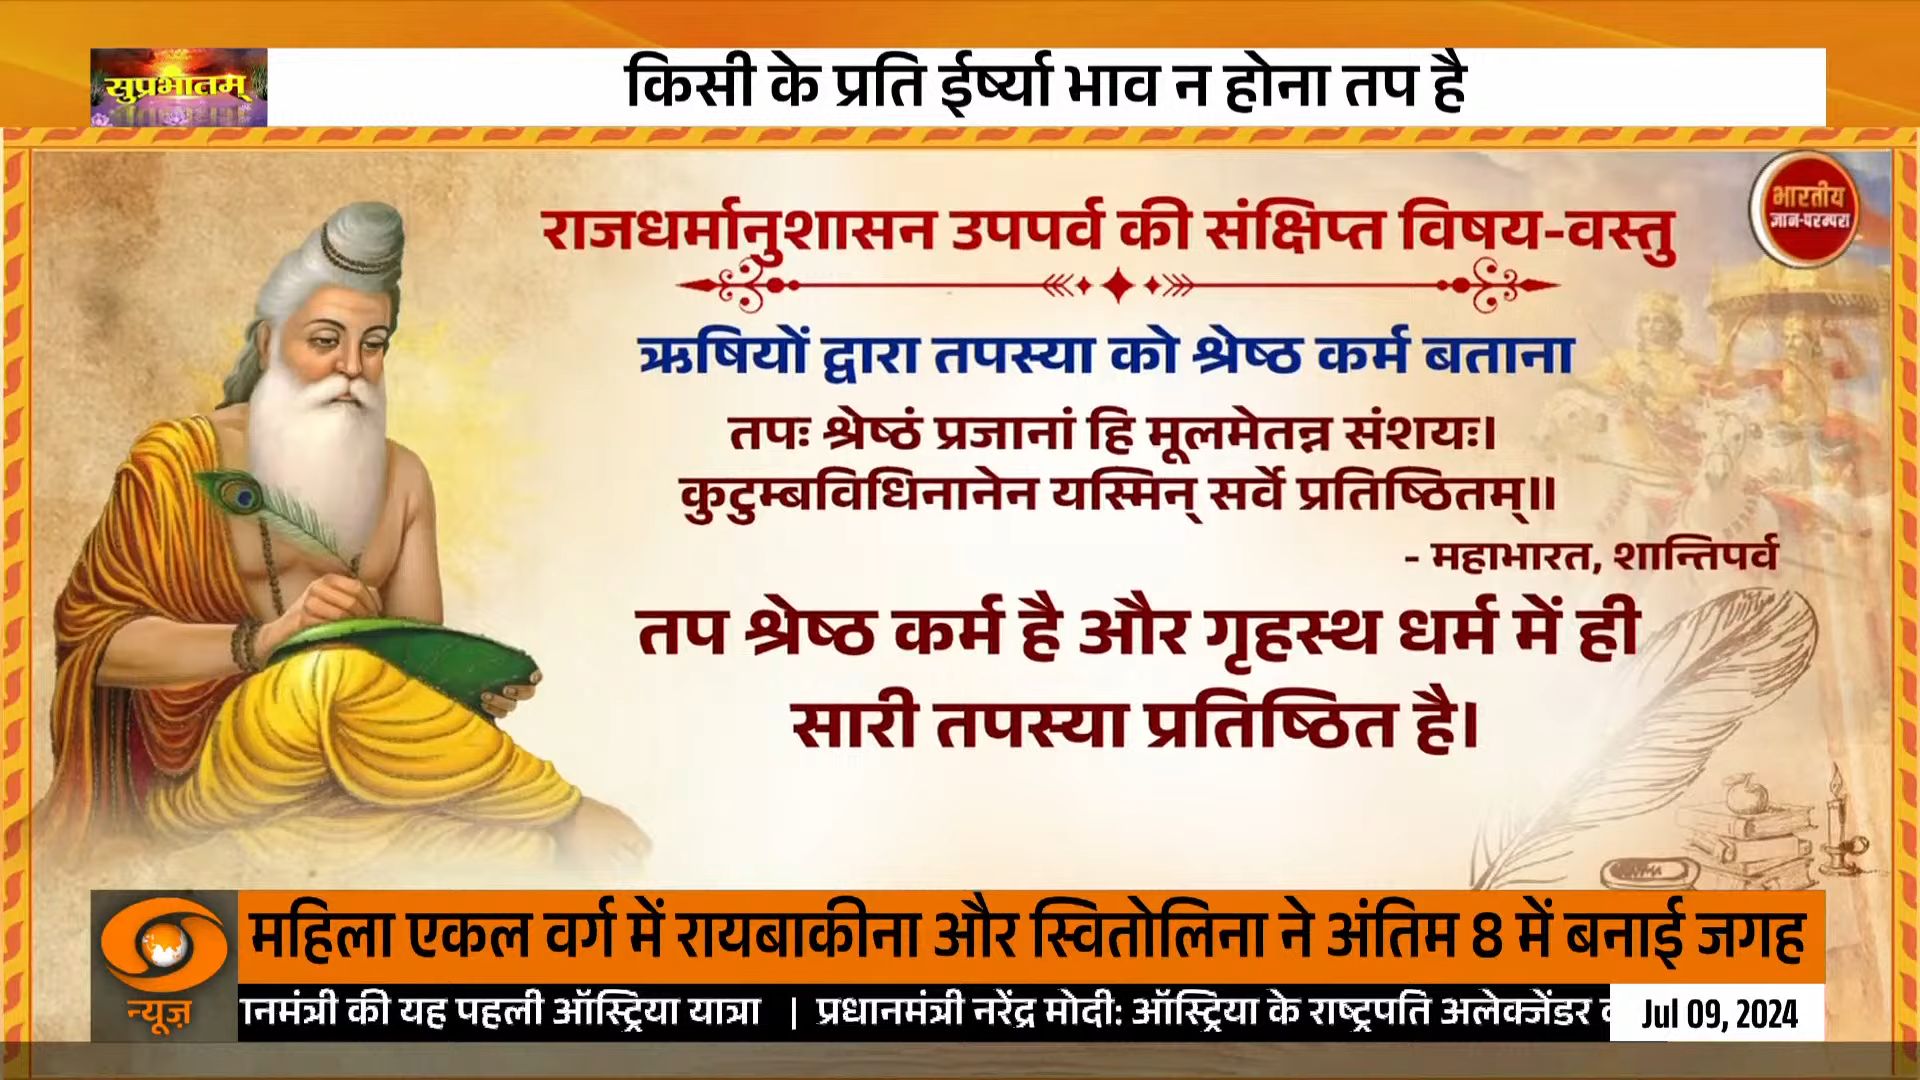 सुप्रभातम्
किसी के प्रति ईर्ष्या भाव न होना तप है
भारतीय
ज्ञान-परम्परा
राजधर्मानुशासन उपपर्व की संक्षिप्त विषय-वस्तु
ऋषियों द्वारा तपस्या को श्रेष्ठ कर्म बताना
तपः श्रेष्ठं प्रजानां हि मूलमेतन्न संशयः।
कुटुम्बविधिनानेन यस्मिन् सर्वे प्रतिष्ठितम्॥
- महाभारत, शान्तिपर्व
तप श्रेष्ठ कर्म है और गृहस्थ धर्म में ही
सारी तपस्या प्रतिष्ठित है।
महिला एकल वर्ग में रायबाकीना और स्वितोलिना ने अंतिम 8 में बनाई जगह
न्यूज़
नमंत्री की यह पहली ऑस्ट्रिया यात्रा | प्रधानमंत्री नरेंद्र मोदी: ऑस्ट्रिया के राष्ट्रपति अलेक्जेंडर
Jul 09, 2024